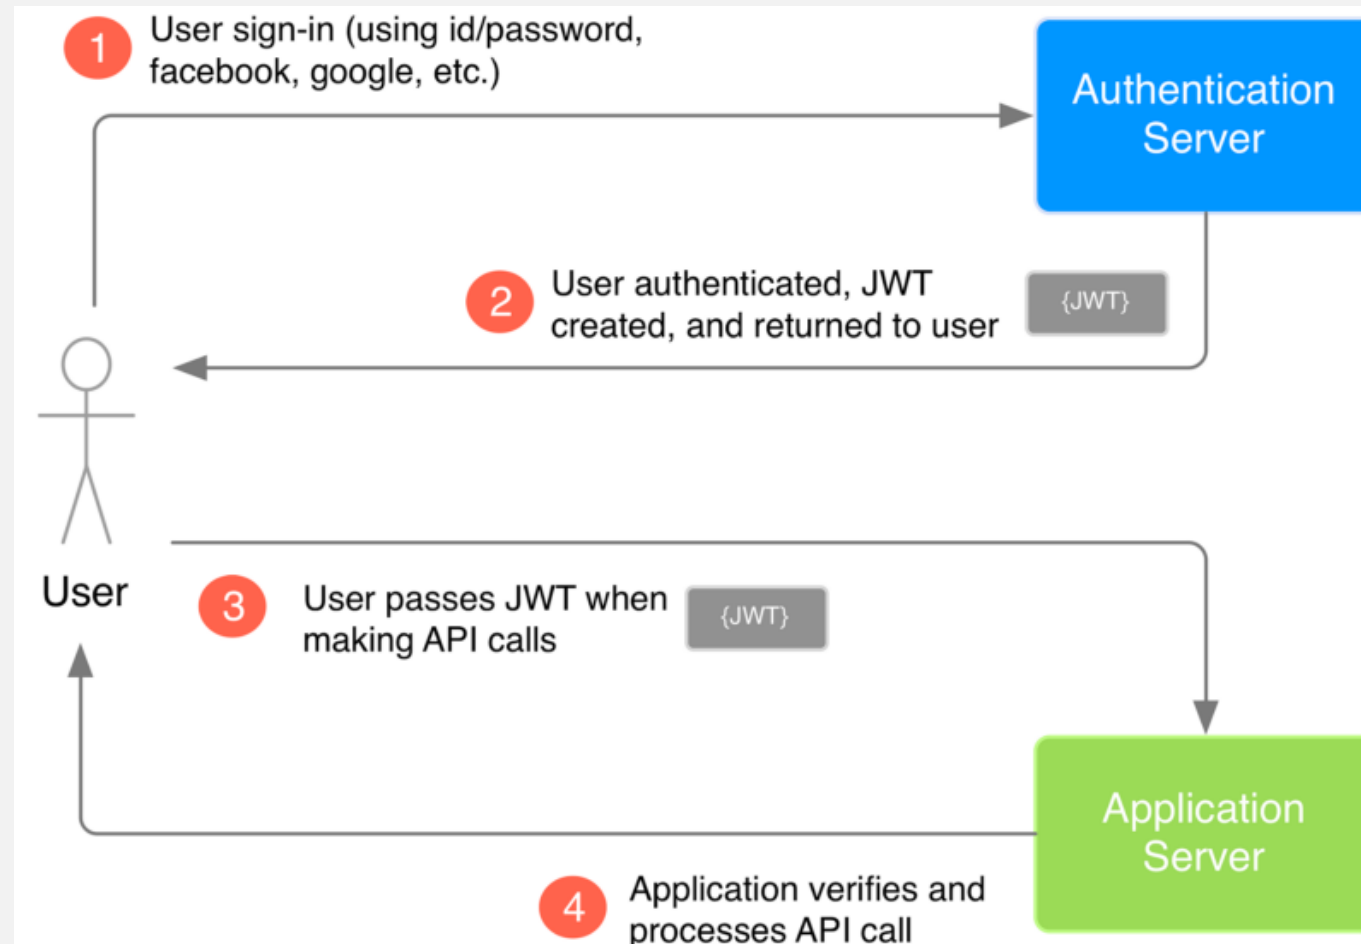 1
User sign-in (using id/password,
facebook, google, etc.)
Authentication
Server
2
User authenticated, JWT
created, and returned to user
{JWT}
User
3
User passes JWT when
making API calls
{JWT}
Application
Server
4
Application verifies and
processes API call